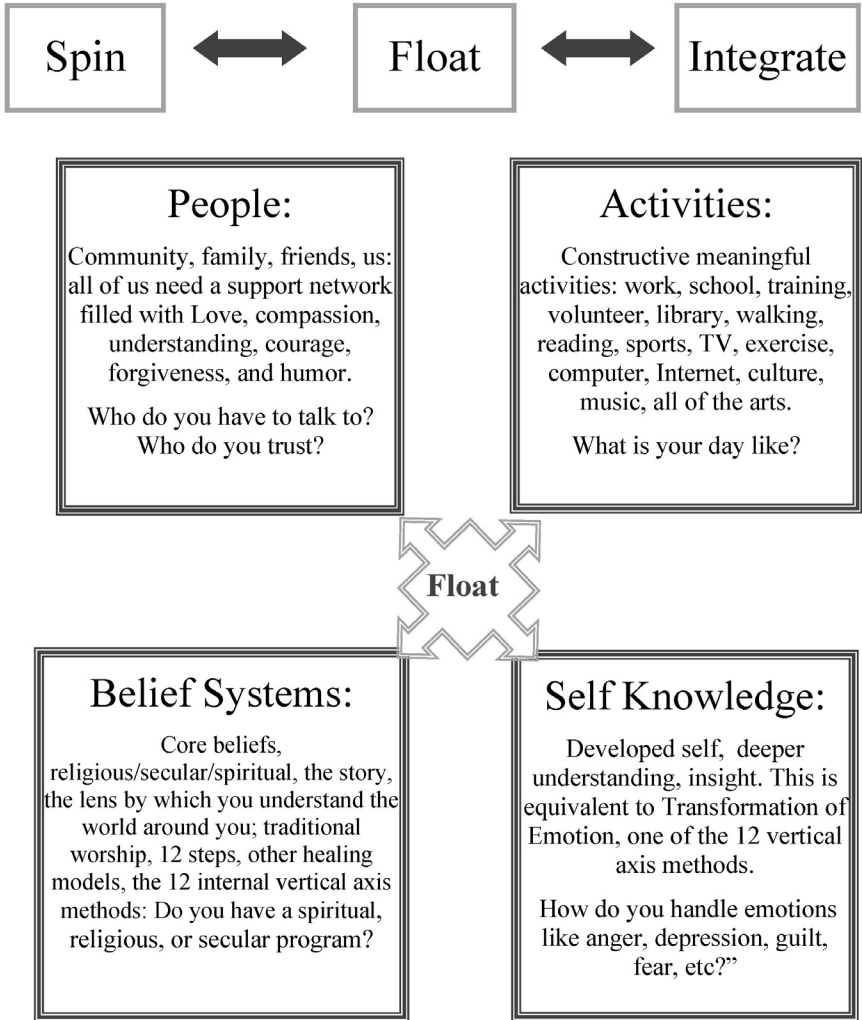 Spin
Float
Integrate
People:
Community, family, friends, us:
all of us need a support network
filled with Love, compassion,
understanding, courage,
forgiveness, and humor.
Who do you have to talk to?
Who do you trust?
Activities:
Constructive meaningful
activities: work, school, training,
volunteer, library, walking,
reading, sports, TV, exercise,
computer, Internet, culture,
music, all of the arts.
What is your day like?
Float
Belief Systems:
Core beliefs,
religious/secular/spiritual, the story,
the lens by which you understand the
world around you; traditional
worship, 12 steps, other healing
models, the 12 internal vertical axis
methods: Do you have a spiritual,
religious, or secular program?
Self Knowledge:
Developed self,  deeper
understanding, insight. This is
equivalent to Transformation of
Emotion, one of the 12 vertical
axis methods.
How do you handle emotions
like anger, depression, guilt,
fear, etc?”